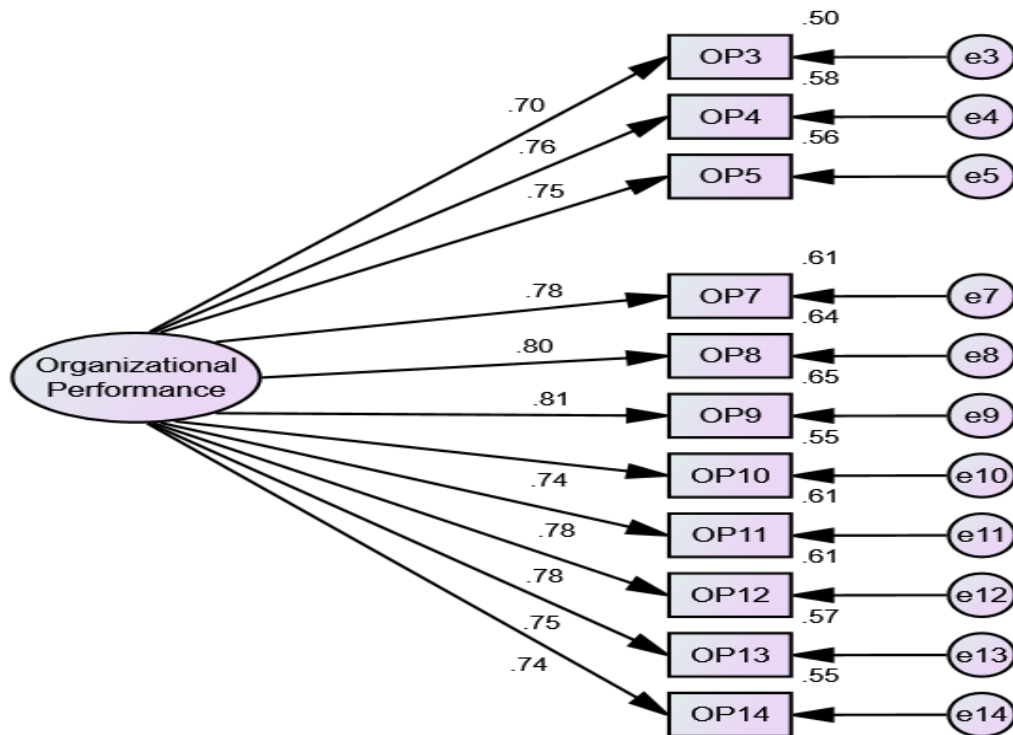 .50
OP3
e3
.70
.58
OP4
e4
.76
.56
OP5
e5
.75
.61
OP7
e7
.78
.64
OP8
e8
.80
Organizational
Performance
.65
OP9
e9
.81
.55
OP10
e10
.74
.61
OP11
e11
.78
.61
OP12
e12
.78
.57
OP13
e13
.75
.55
OP14
e14
.74